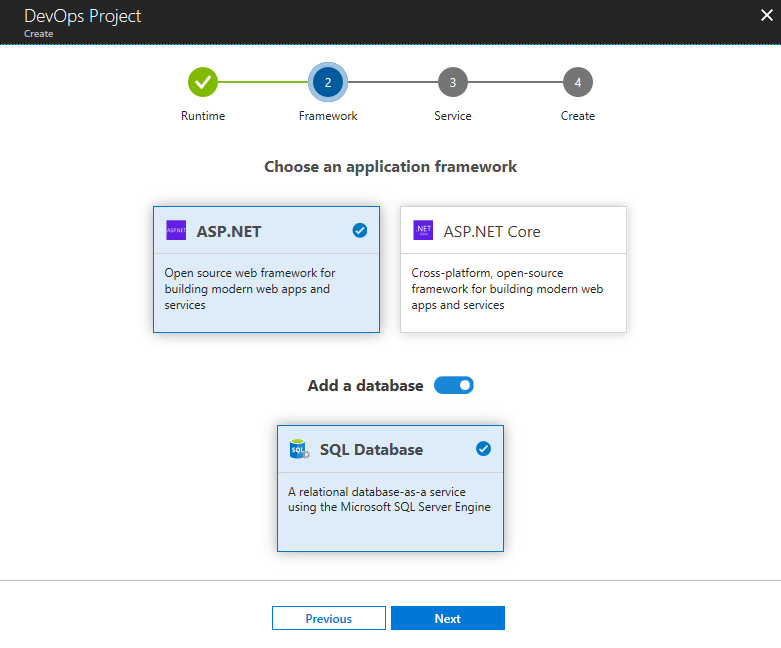 DevOps Project
Create
2
3
4
Runtime
Framework
Service
Create
Choose an application framework
ASP.NET
ASP.NET
Open source web framework for
building modern web apps and
services
.NET
Core
ASP.NET Core
Cross-platform, open-source
framework for building modern web
apps and services
Add a database
SQL
SQL Database
A relational database-as-a service
using the Microsoft SQL Server Engine
Previous
Next